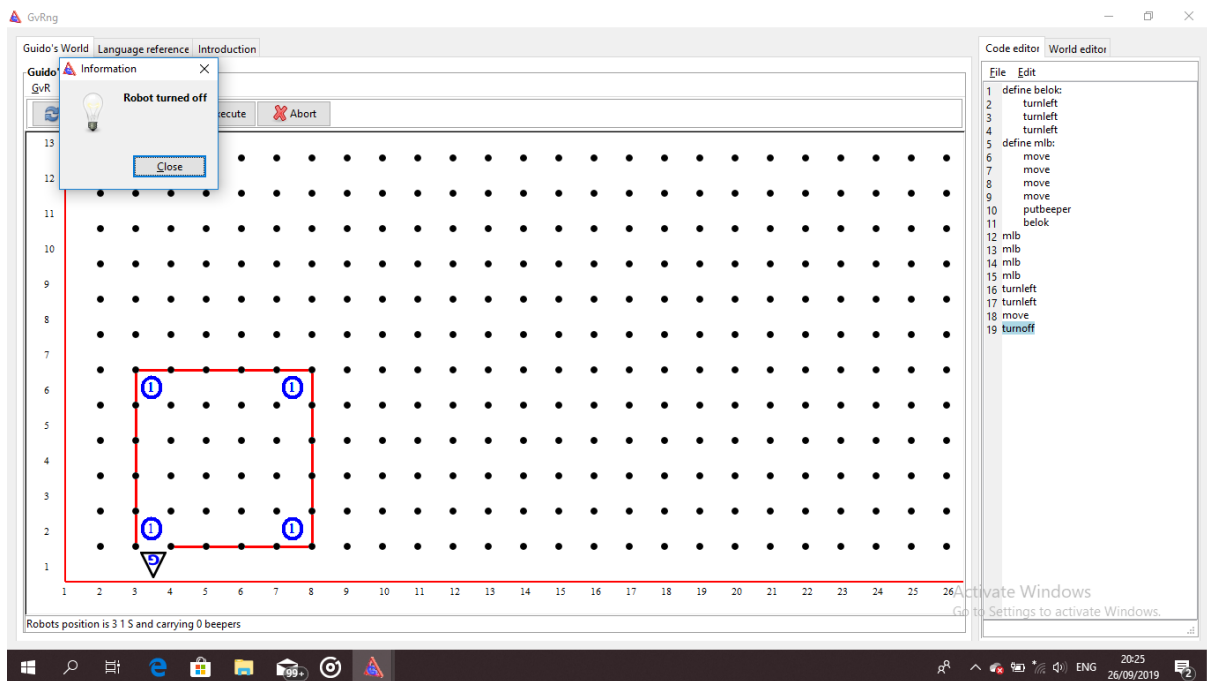 GvRng
Guido's World Language reference Introduction
Code editor World editor
Guido'
Information
File Edit
GvR
Robot turned off
ecute
Abort
Close
1 define belok:
2 turnleft
3 turnleft
4 turnleft
5 define mlb:
6 move
7 move
8 move
9 move
10 putbeeper
11 belok
12 mlb
13 mlb
14 mlb
15 mlb
16 turnleft
17 turnleft
18 move
19 turnoff
13
12
11
10
9
8
7
6 1 1
5
4
3
2 1 1
1 G
1 2 3 4 5 6 7 8 9 10 11 12 13 14 15 16 17 18 19 20 21 22 23 24 25 26
Activate Windows
Go to Settings to activate Windows.
Robots position is 3 1 S and carrying 0 beepers
99+
ENG
20:25
26/09/2019
2